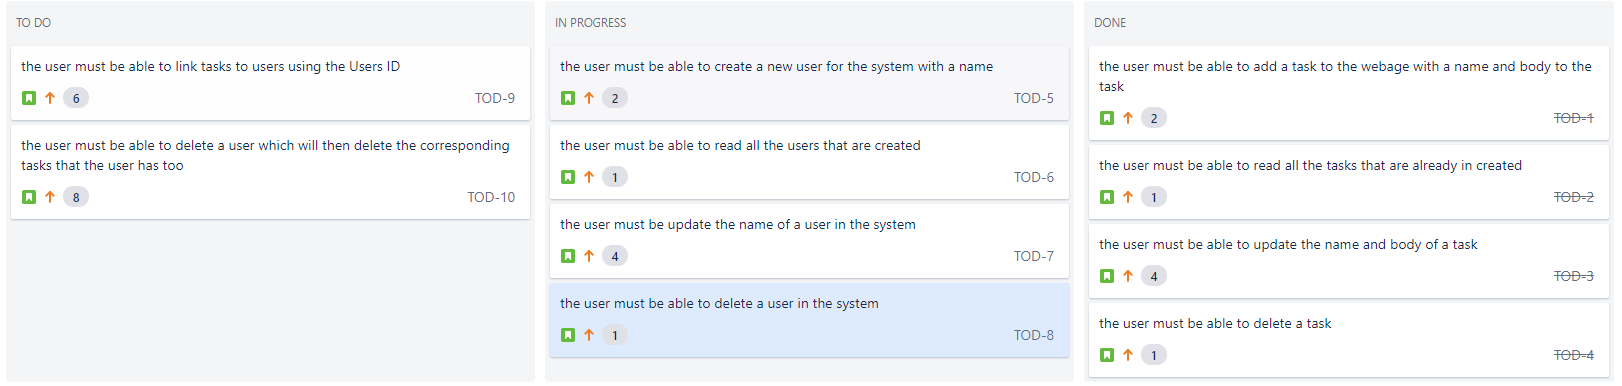 TO DO
the user must be able to link tasks to users using the Users ID
6
TOD-9
the user must be able to delete a user which will then delete the corresponding
tasks that the user has too
8
TOD-10
IN PROGRESS
the user must be able to create a new user for the system with a name
2
TOD-5
the user must be able to read all the users that are created
1
TOD-6
the user must be update the name of a user in the system
4
TOD-7
the user must be able to delete a user in the system
1
TOD-8
DONE
the user must be able to add a task to the webage with a name and body to the
task
2
TOD-1
the user must be able to read all the tasks that are already in created
1
TOD-2
the user must be able to update the name and body of a task
4
TOD-3
the user must be able to delete a task
1
TOD-4